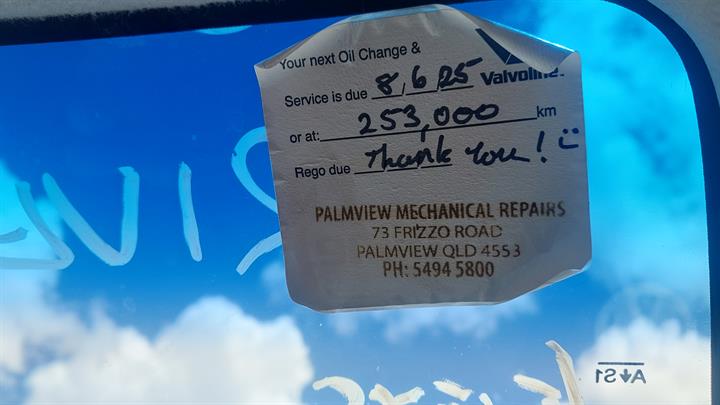 Your next Oil Change &
Service is due 8,6,25 Valvoline.
or at: 253,000 km
Rego due Thank You!
PALMVIEW MECHANICAL REPAIRS
73 FRIZZO ROAD
PALMVIEW QLD 4553
PH: 5494 5800
A↓S1